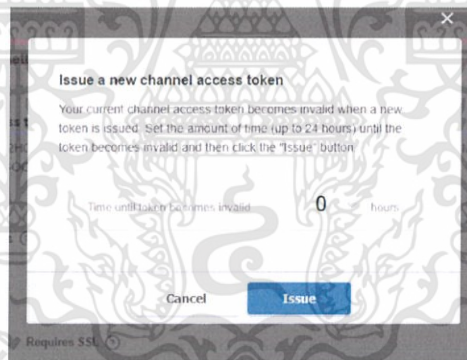 Issue a new channel access token
Your current channel access token becomes invalid when a new
token is issued. Set the amount of time (up to 24 hours) until the
token becomes invalid and then click the "Issue" button
Time until token becomes invalid 0 hours
Cancel Issue
Requires SSL